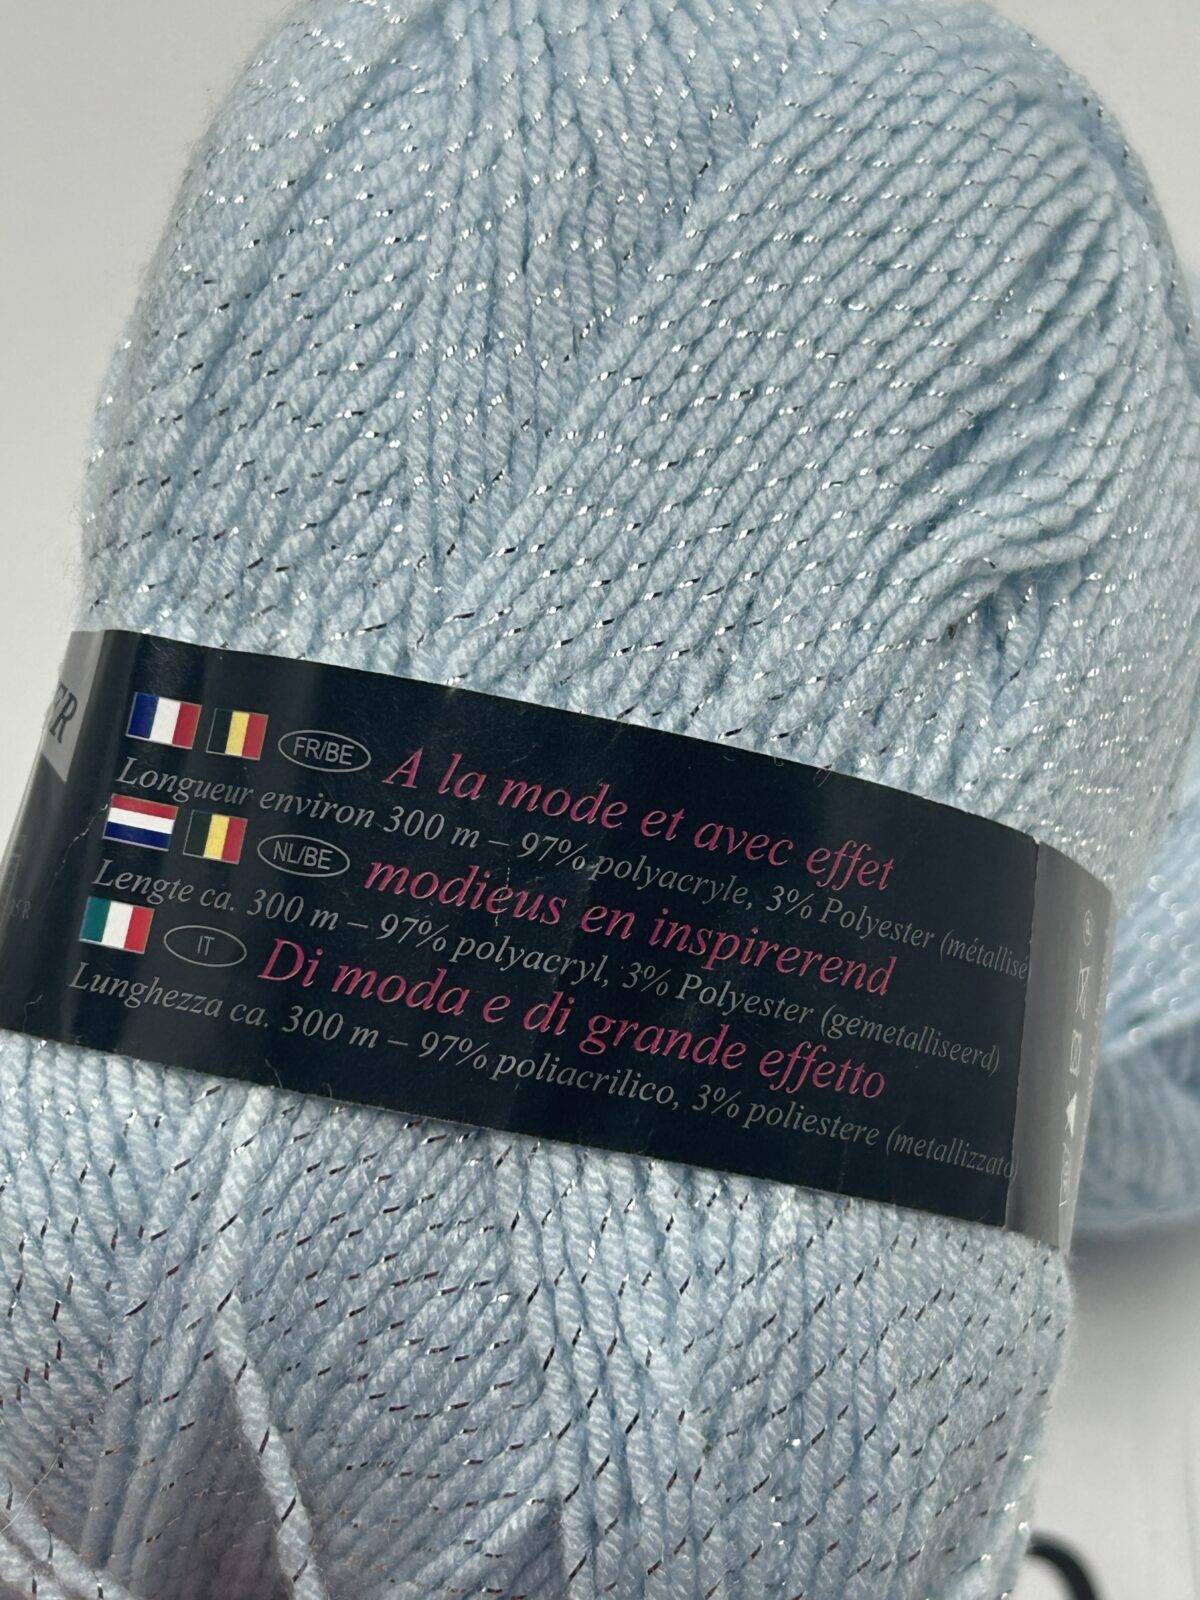 FR/BE A la mode et avec effet
Longueur environ 300 m – 97% polyacryle, 3% Polyester (métallisé
NL/BE modieus en inspirerend
Lengte ca. 300 m – 97% polyacryl, 3% Polyester (gemetalliseerd)
IT Di moda e di grande effetto
Lunghezza ca. 300 m – 97% poliacrilico, 3% poliestere (metallizzato)